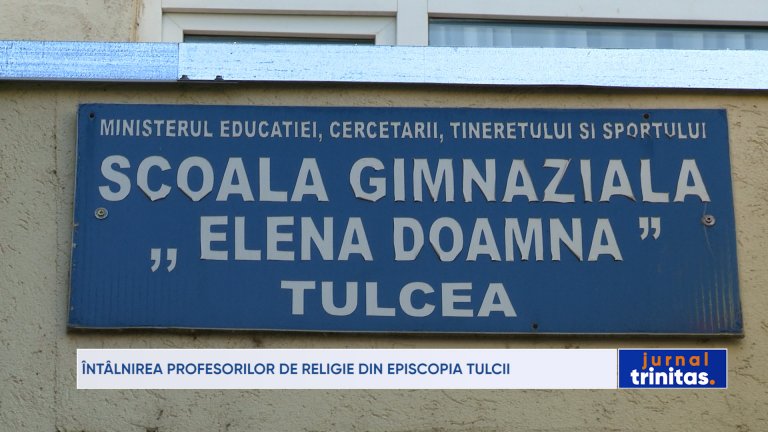 MINISTERUL EDUCATIEI, CERCETARII, TINERETULUI SI SPORTULUI
SCOALA GIMNAZIALA
„ ELENA DOAMNA ”
TULCEA
ÎNTÂLNIREA PROFESORILOR DE RELIGIE DIN EPISCOPIA TULCII
jurnal
trinitas.